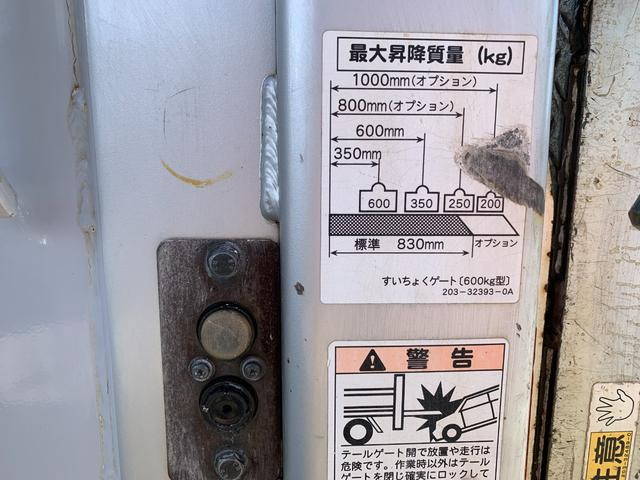 最大昇降質量 (kg)
1000mm(オプション)
800mm(オプション)
600mm
350mm
600 350 250 200
標準 830mm オプション
すいちょくゲート〔600kg型〕
203-32393-0A
警告
テールゲート開で放置や走行は
危険です。作業時以外はテール
ゲートを閉じ確実にロックして
注意